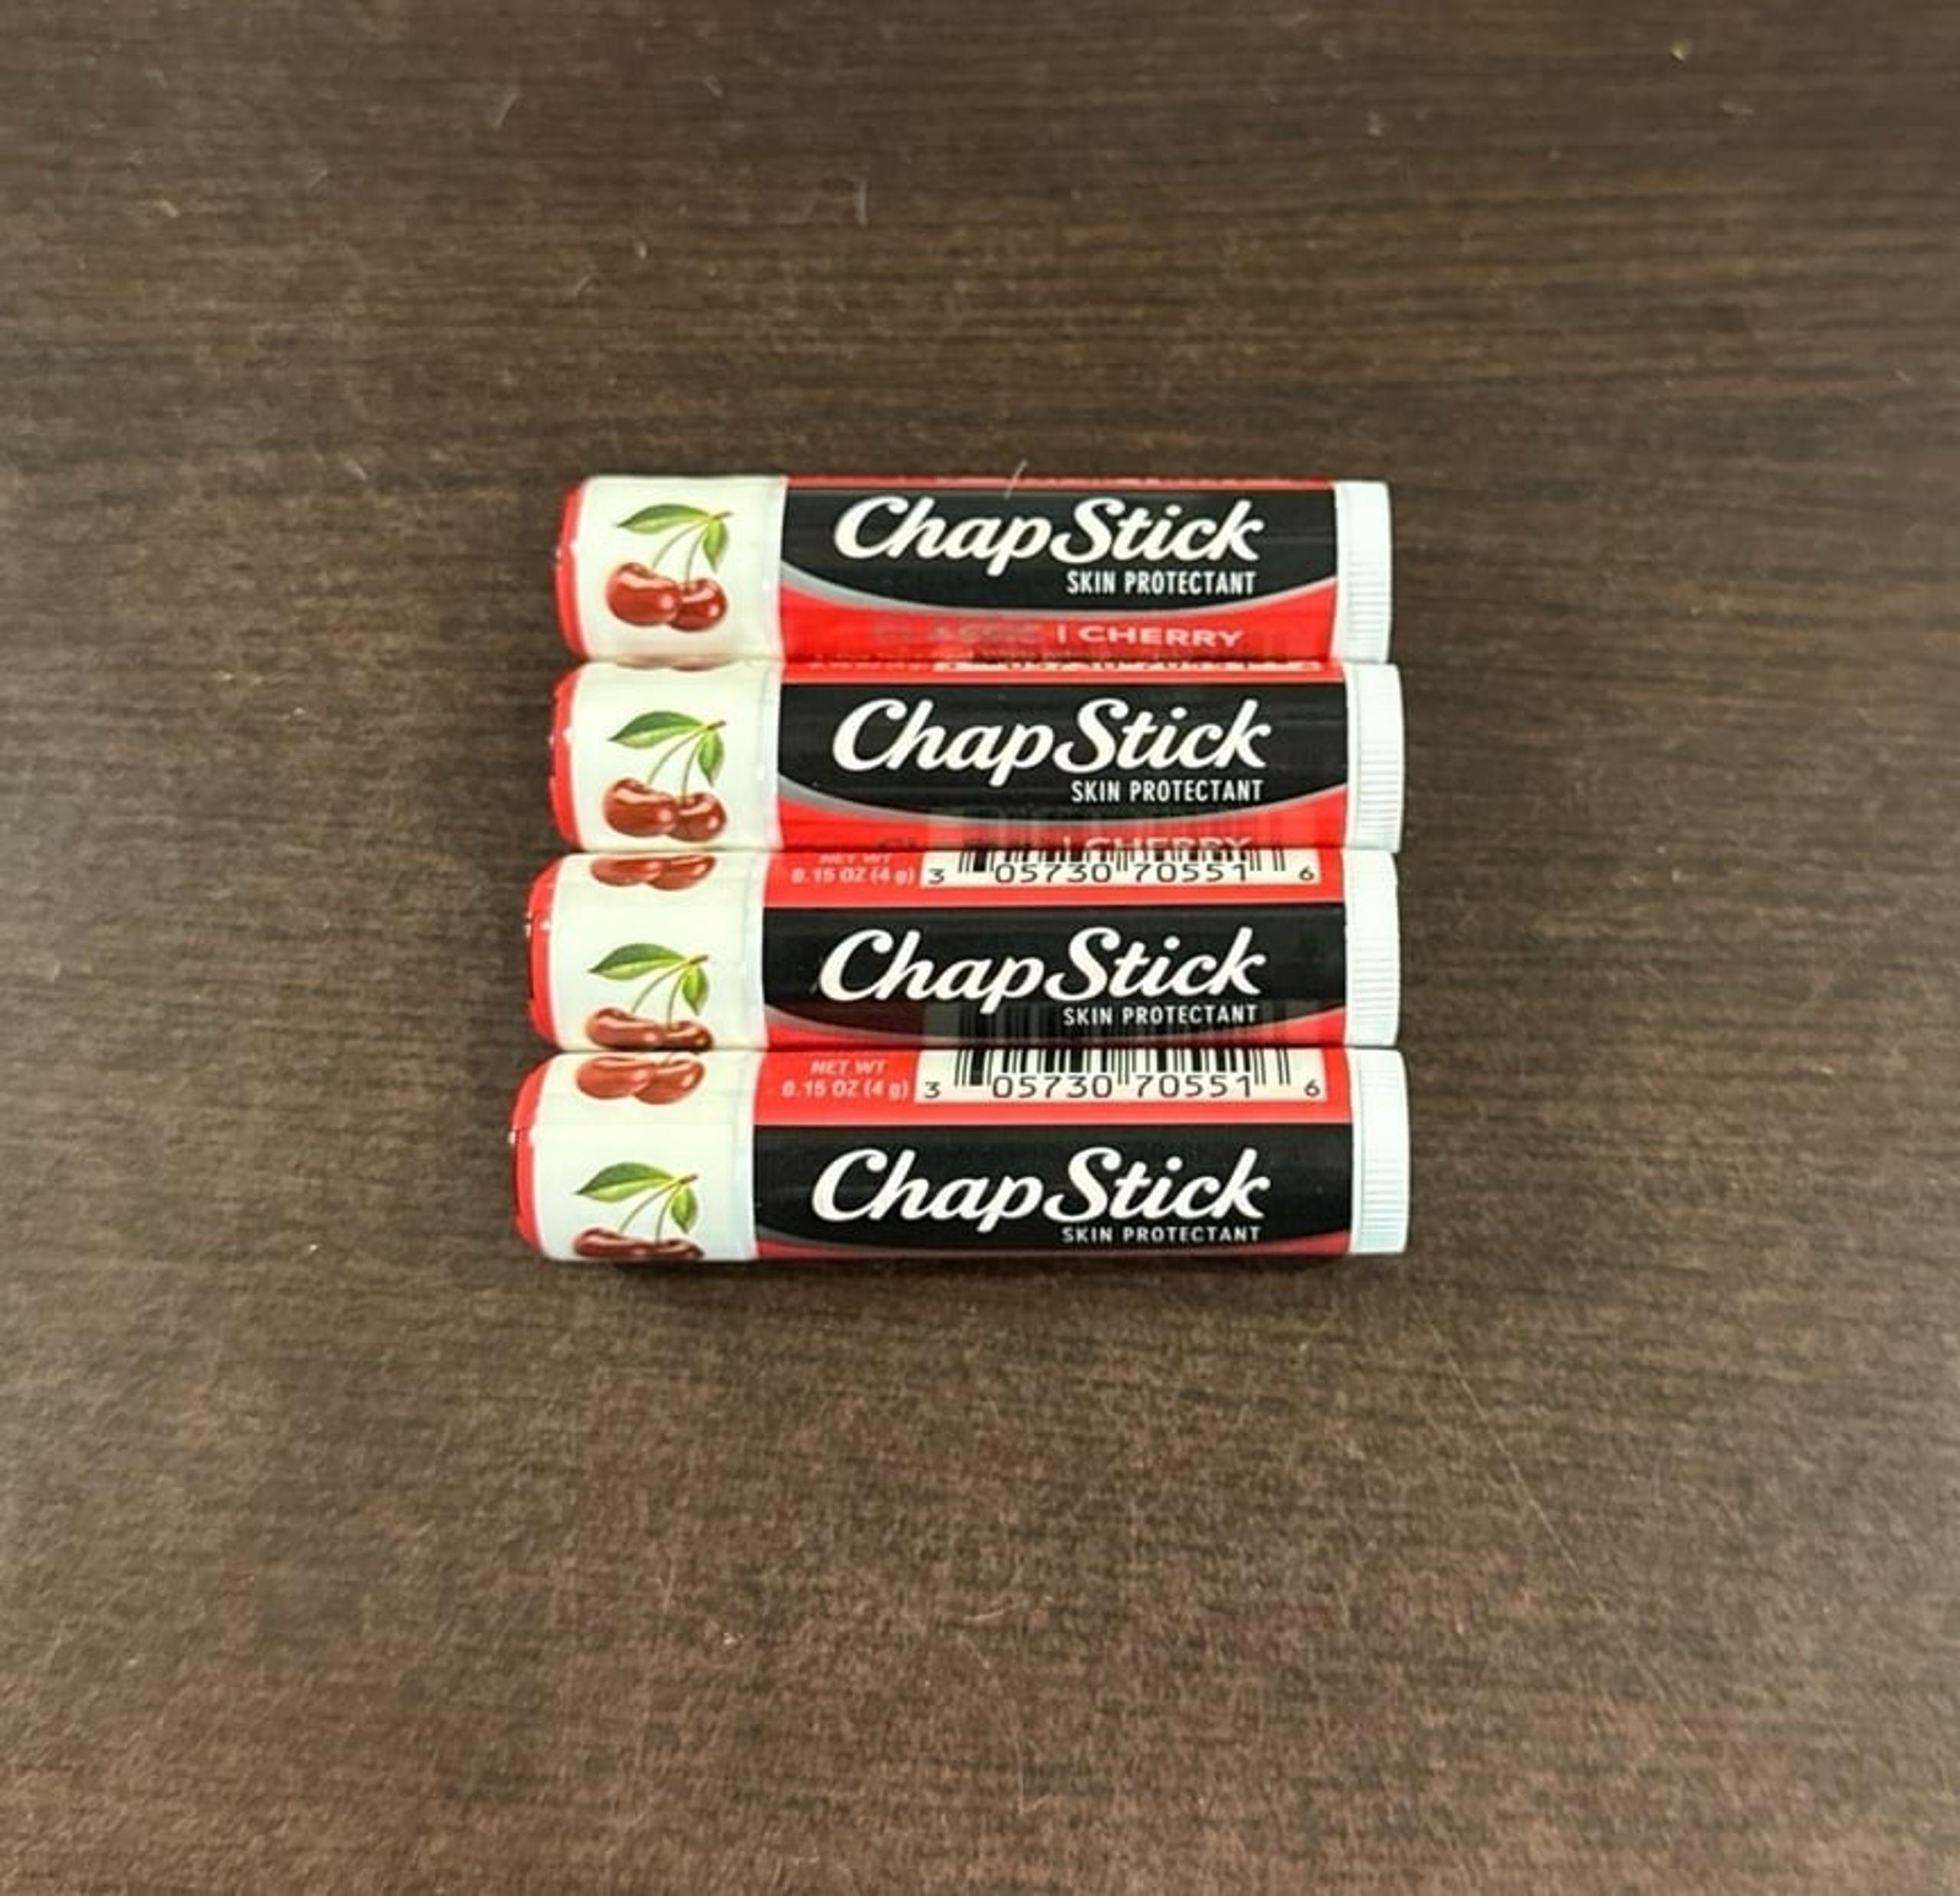 ChapStick
SKIN PROTECTANT
CLASSIC | CHERRY
ChapStick
SKIN PROTECTANT
| CHERRY
NET WT
0.15 OZ (4 g)
3 05730 70551 6
ChapStick
SKIN PROTECTANT
NET WT
0.15 OZ (4 g)
3 05730 70551 6
ChapStick
SKIN PROTECTANT